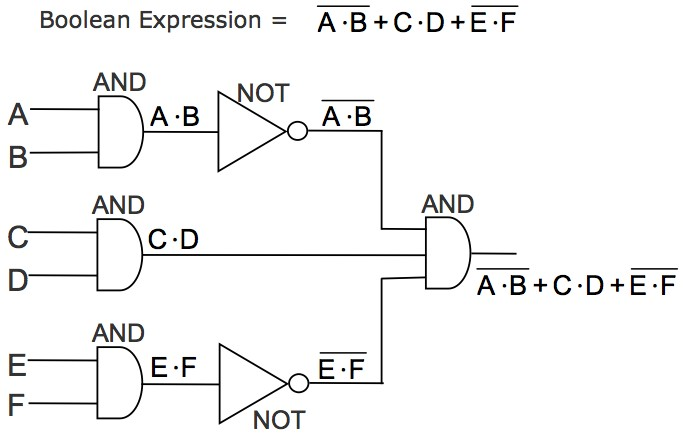 Boolean Expression = A̅·̅B̅ + C·D + E̅·̅F̅
AND
NOT
A
A·B
A̅·̅B̅
B
AND
AND
C
C·D
D
A̅·̅B̅ + C·D + E̅·̅F̅
AND
E
E·F
E̅·̅F̅
F
NOT